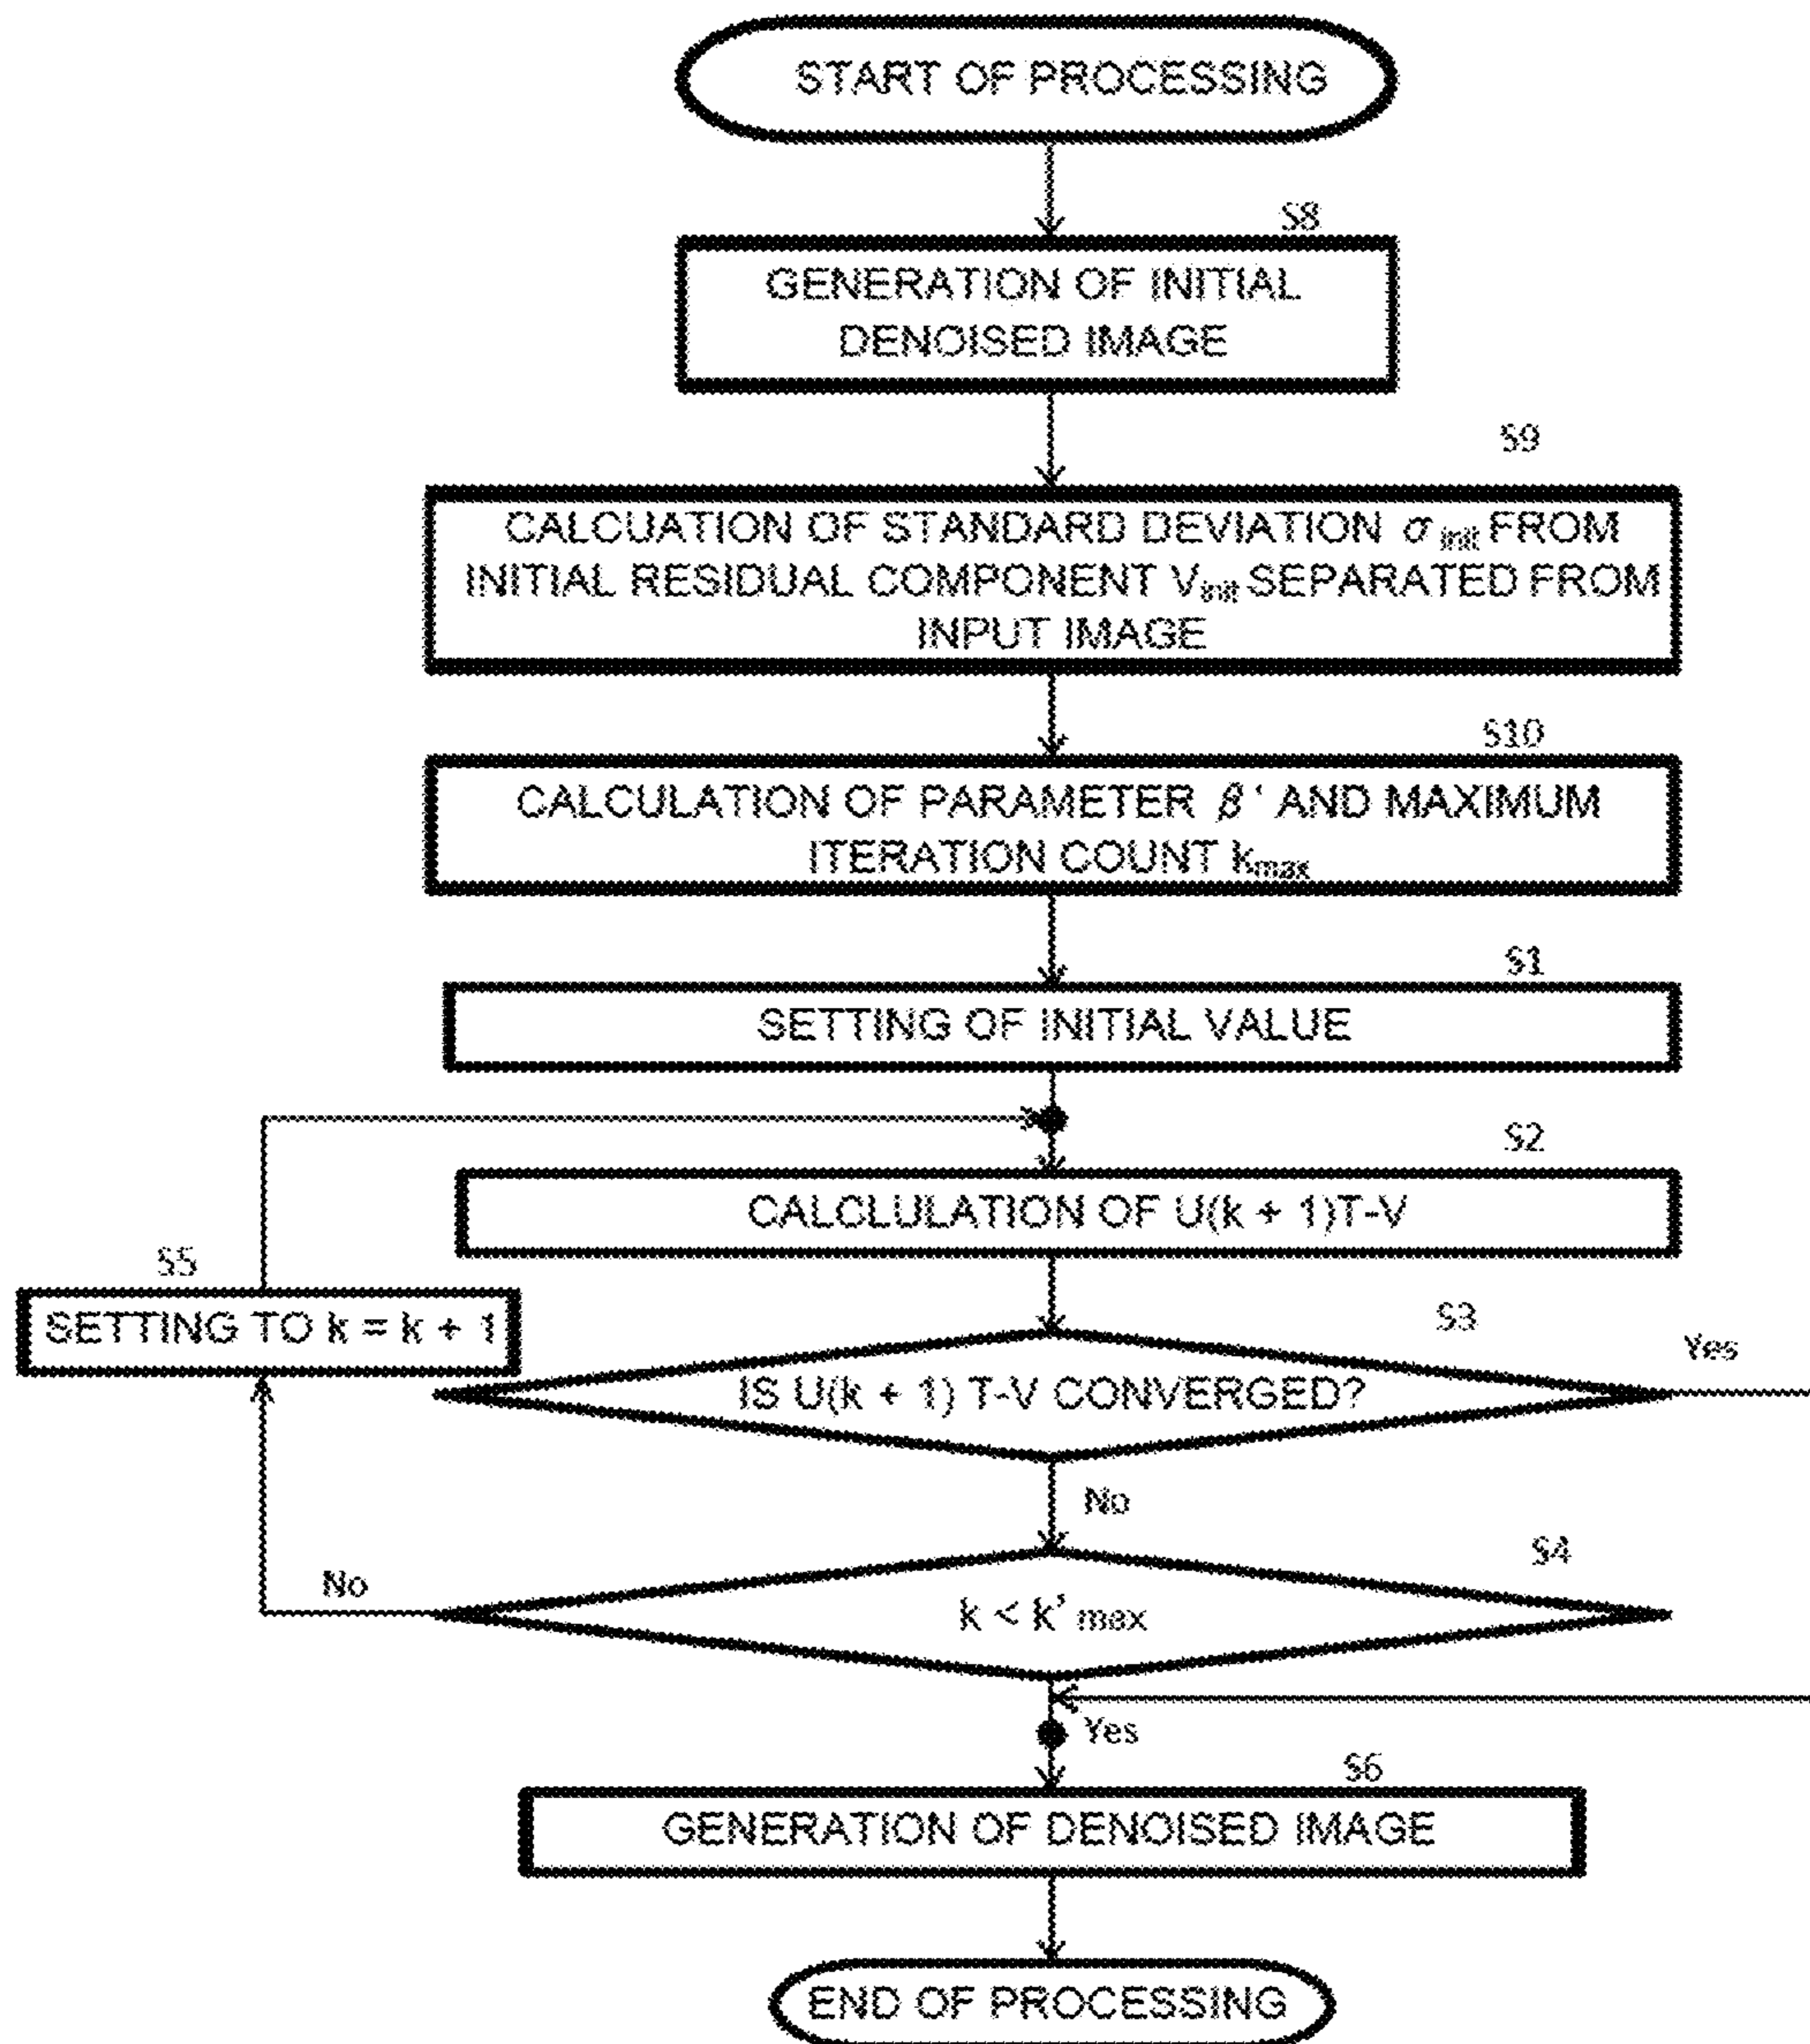 START OF PROCESSING
S8
GENERATION OF INITIAL
DENOISED IMAGE
S9
CALCUATION OF STANDARD DEVIATION σinit FROM
INITIAL RESIDUAL COMPONENT Vinit SEPARATED FROM
INPUT IMAGE
S10
CALCULATION OF PARAMETER β‘ AND MAXIMUM
ITERATION COUNT kmax
S1
SETTING OF INITIAL VALUE
S2
CALCLULATION OF U(k + 1)T-V
S5
SETTING TO k = k + 1
S3
Yes
IS U(k + 1) T-V CONVERGED?
No
S4
No
k < k’ max
Yes
S6
GENERATION OF DENOISED IMAGE
END OF PROCESSING